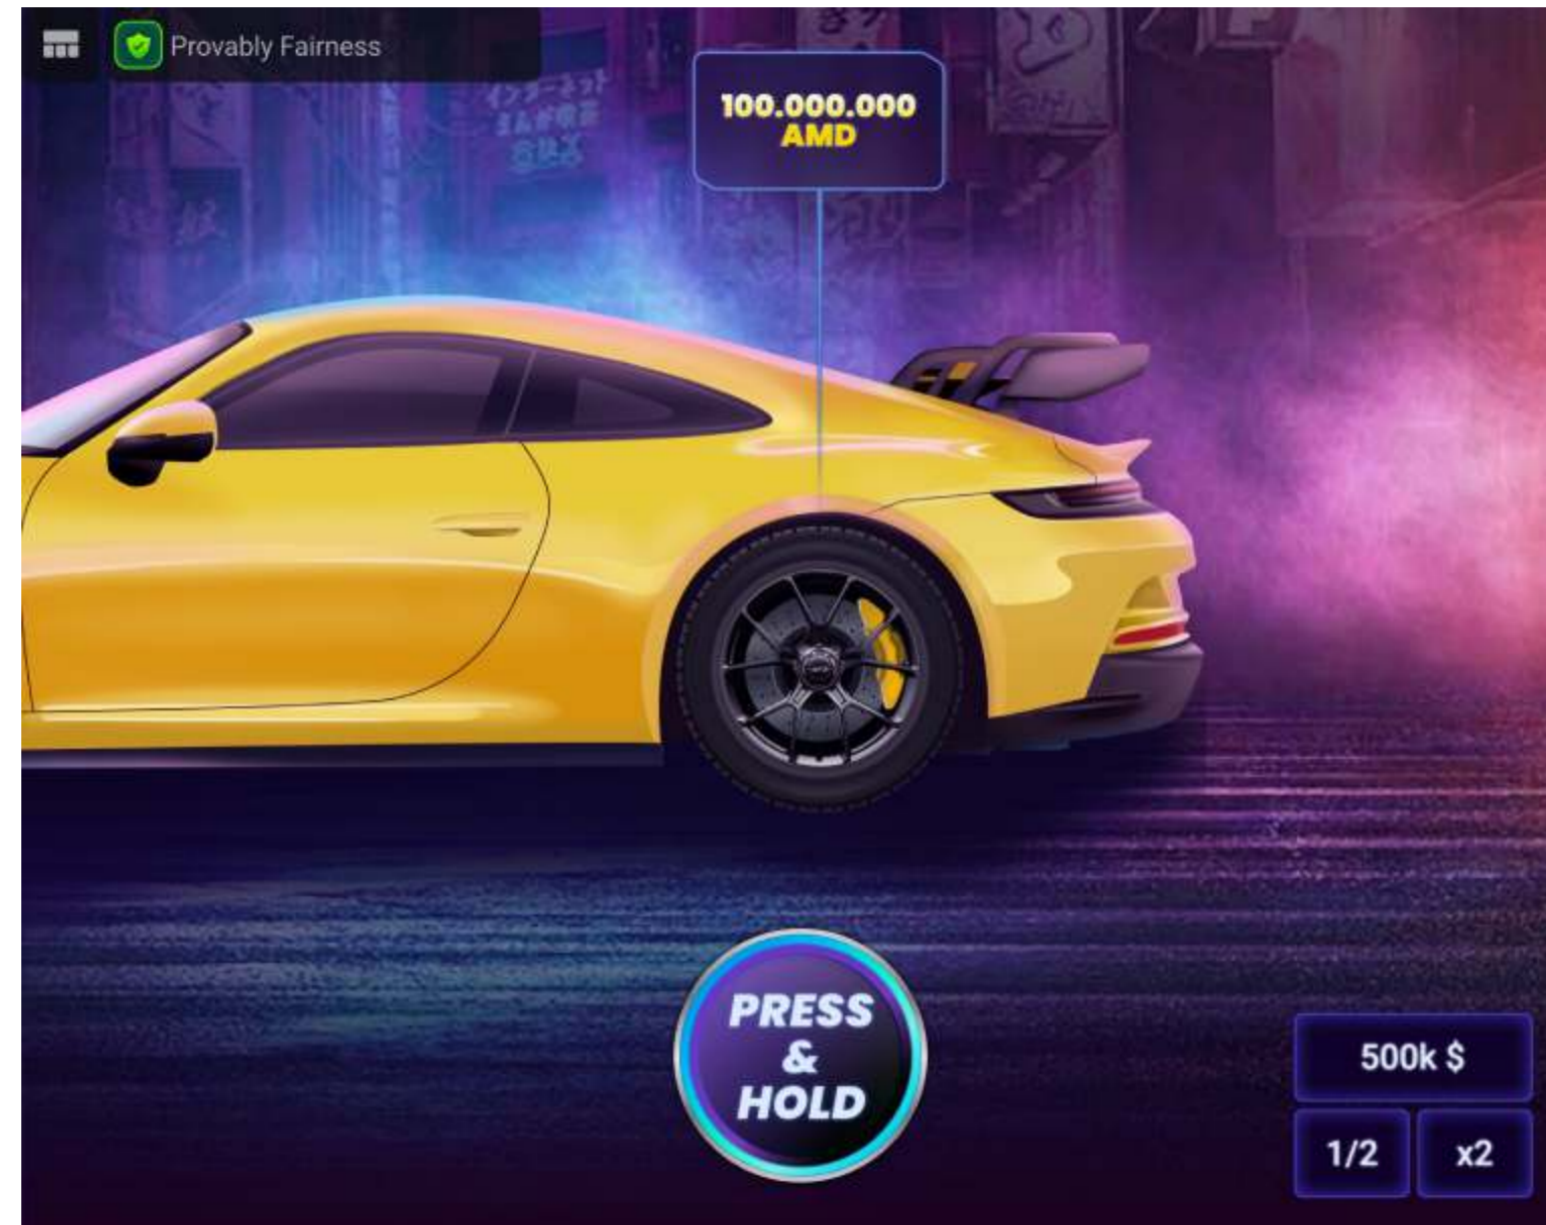 Provably Fairness
100.000.000
AMD
PRESS
&
HOLD
500k $
1/2
x2